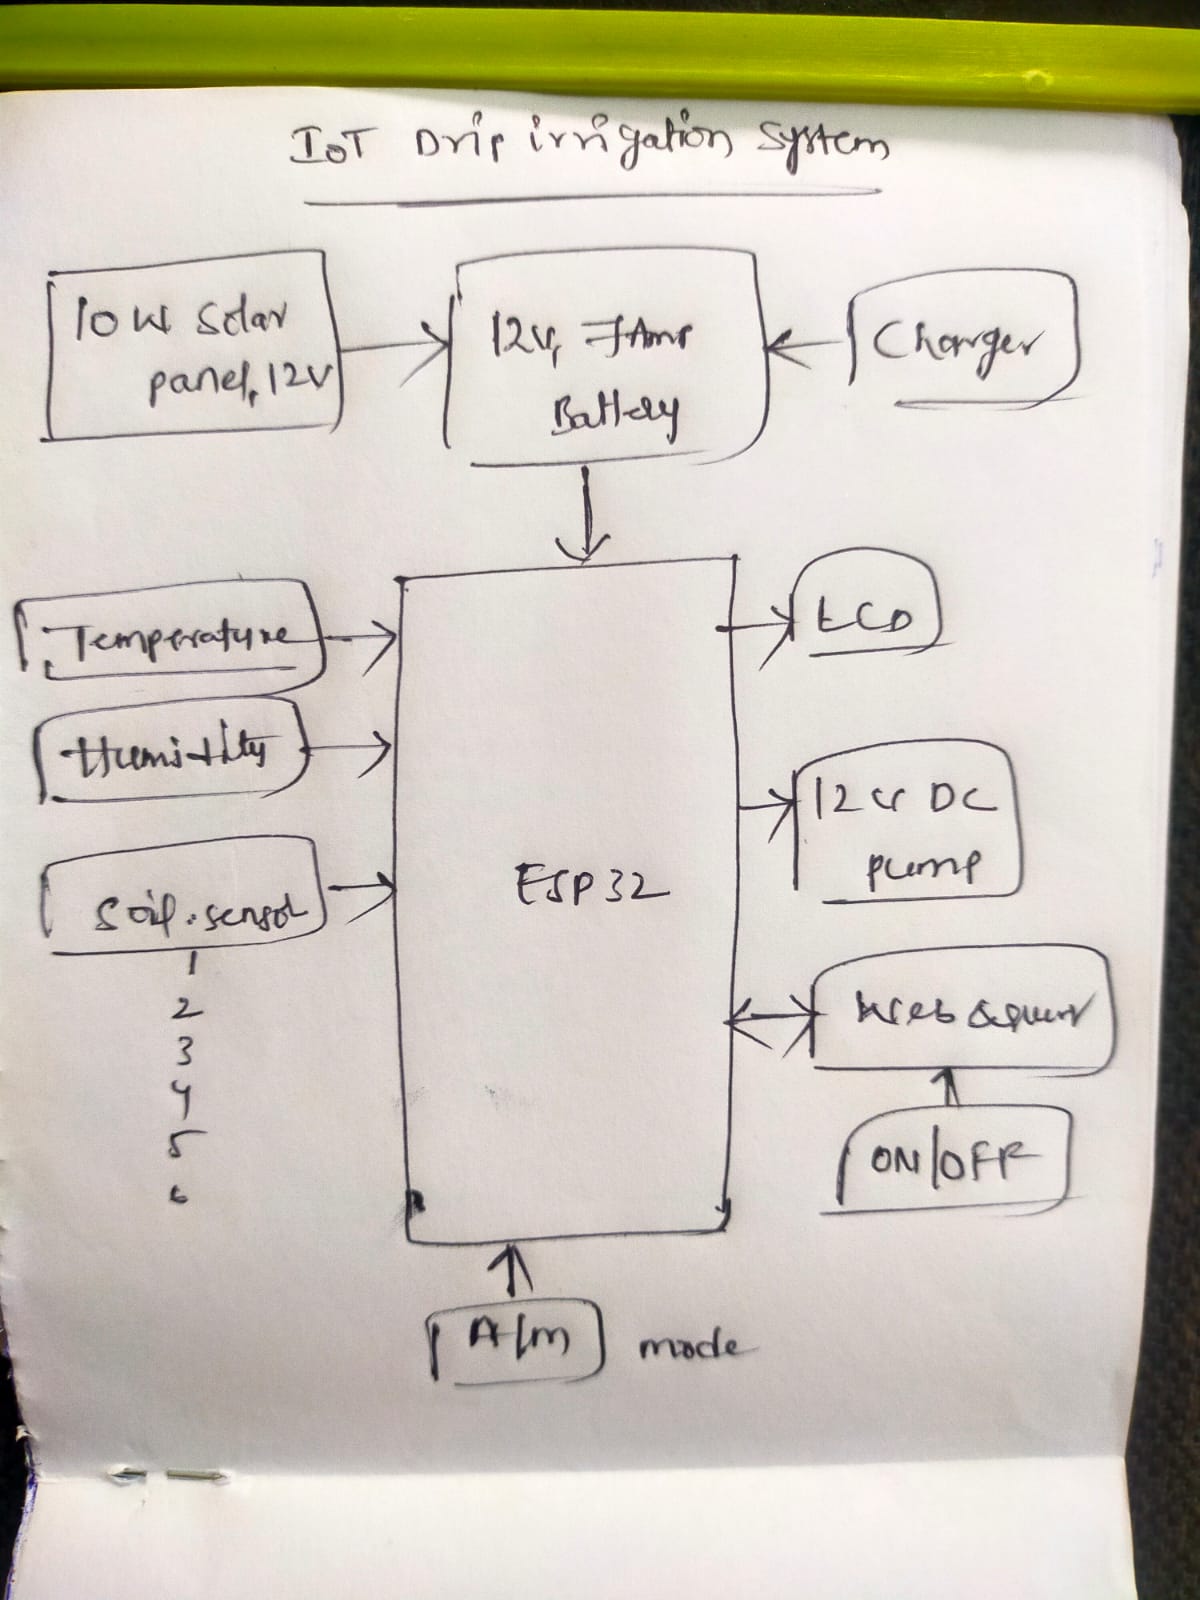 IoT Drip irrigation System
10W Solar
panel, 12V
12V, 7Amp
Battery
Charger
Temperature
Humidity
Soil sensor
1
2
3
4
5
6
ESP32
LCD
12V DC
pump
Web server
ON/OFF
A/m
mode